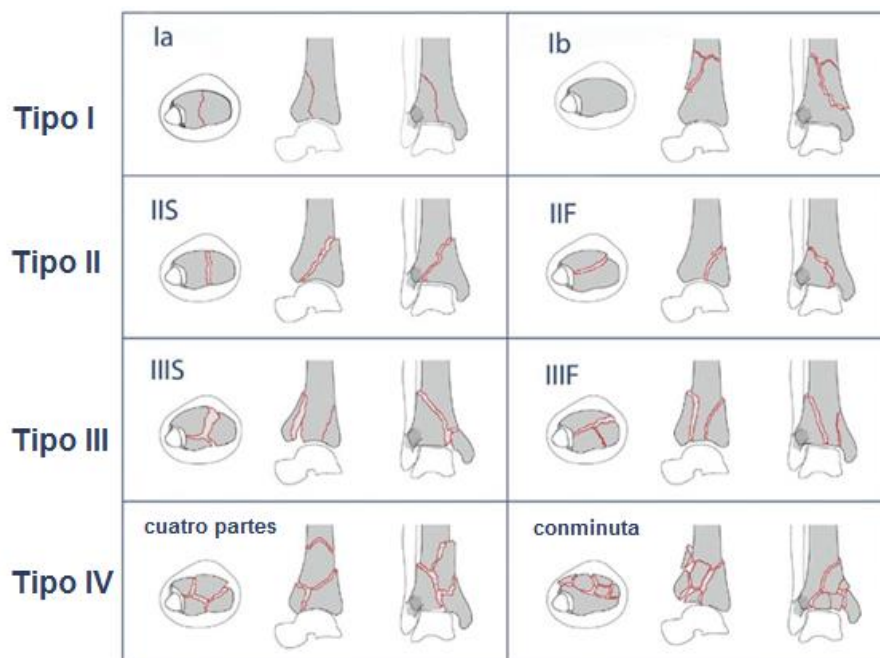 Ia
Ib
Tipo I
IIS
IIF
Tipo II
IIIS
IIIF
Tipo III
cuatro partes
conminuta
Tipo IV